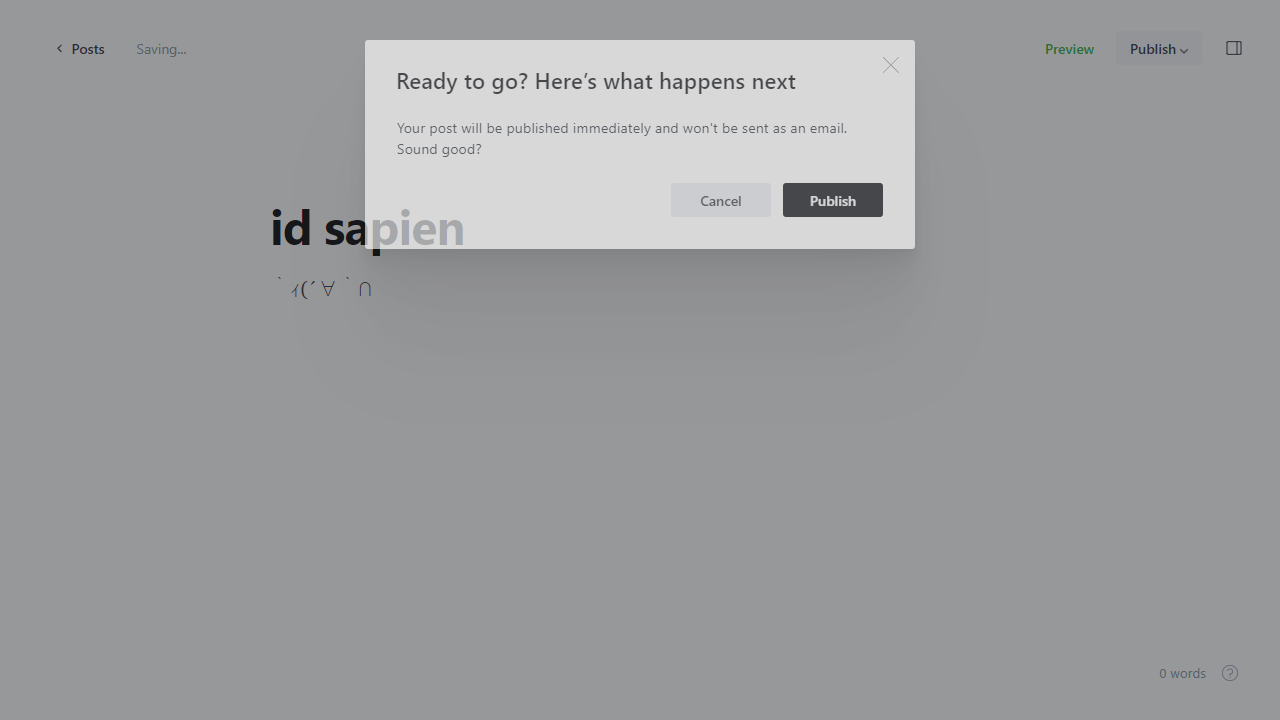 Posts
Saving...
Preview
Publish
Ready to go? Here's what happens next
Your post will be published immediately and won't be sent as an email.
Sound good?
Cancel
Publish
id sapien
｀ｨ(´∀｀∩
0 words